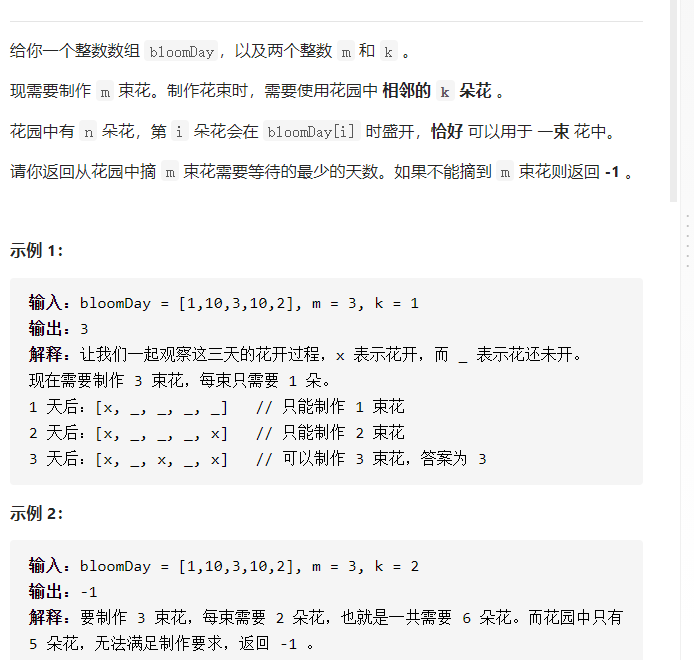 给你一个整数数组 bloomDay，以及两个整数 m 和 k 。
现需要制作 m 束花。制作花束时，需要使用花园中 相邻的 k 朵花 。
花园中有 n 朵花，第 i 朵花会在 bloomDay[i] 时盛开，恰好 可以用于 一束 花中。
请你返回从花园中摘 m 束花需要等待的最少的天数。如果不能摘到 m 束花则返回 -1 。
示例 1：
输入：bloomDay = [1,10,3,10,2], m = 3, k = 1
输出：3
解释：让我们一起观察这三天的花开过程，x 表示花开，而 _ 表示花还未开。
现在需要制作 3 束花，每束只需要 1 朵。
1 天后：[x, _, _, _, _]   // 只能制作 1 束花
2 天后：[x, _, _, _, x]   // 只能制作 2 束花
3 天后：[x, _, x, _, x]   // 可以制作 3 束花，答案为 3
示例 2：
输入：bloomDay = [1,10,3,10,2], m = 3, k = 2
输出：-1
解释：要制作 3 束花，每束需要 2 朵花，也就是一共需要 6 朵花。而花园中只有
5 朵花，无法满足制作要求，返回 -1 。